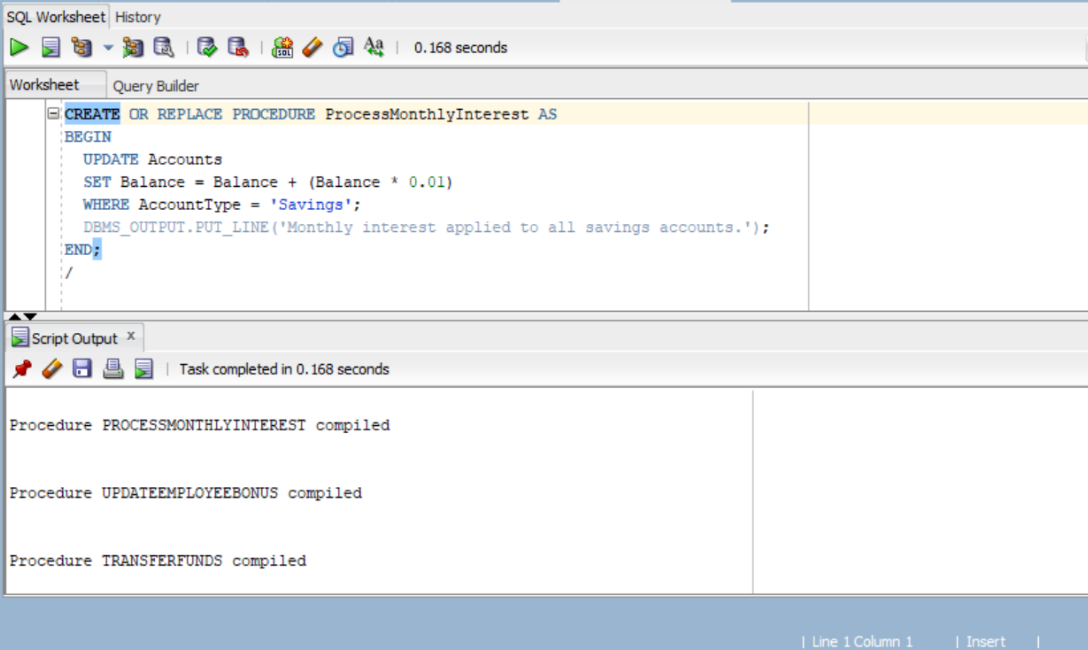 SQL Worksheet History
0.168 seconds
Worksheet Query Builder
CREATE OR REPLACE PROCEDURE ProcessMonthlyInterest AS
BEGIN
UPDATE Accounts
SET Balance = Balance + (Balance * 0.01)
WHERE AccountType = 'Savings';
DBMS_OUTPUT.PUT_LINE('Monthly interest applied to all savings accounts.');
END;
/
Script Output x
Task completed in 0.168 seconds
Procedure PROCESSMONTHLYINTEREST compiled
Procedure UPDATEEMPLOYEEBONUS compiled
Procedure TRANSFERFUNDS compiled
| Line 1 Column 1 | Insert |